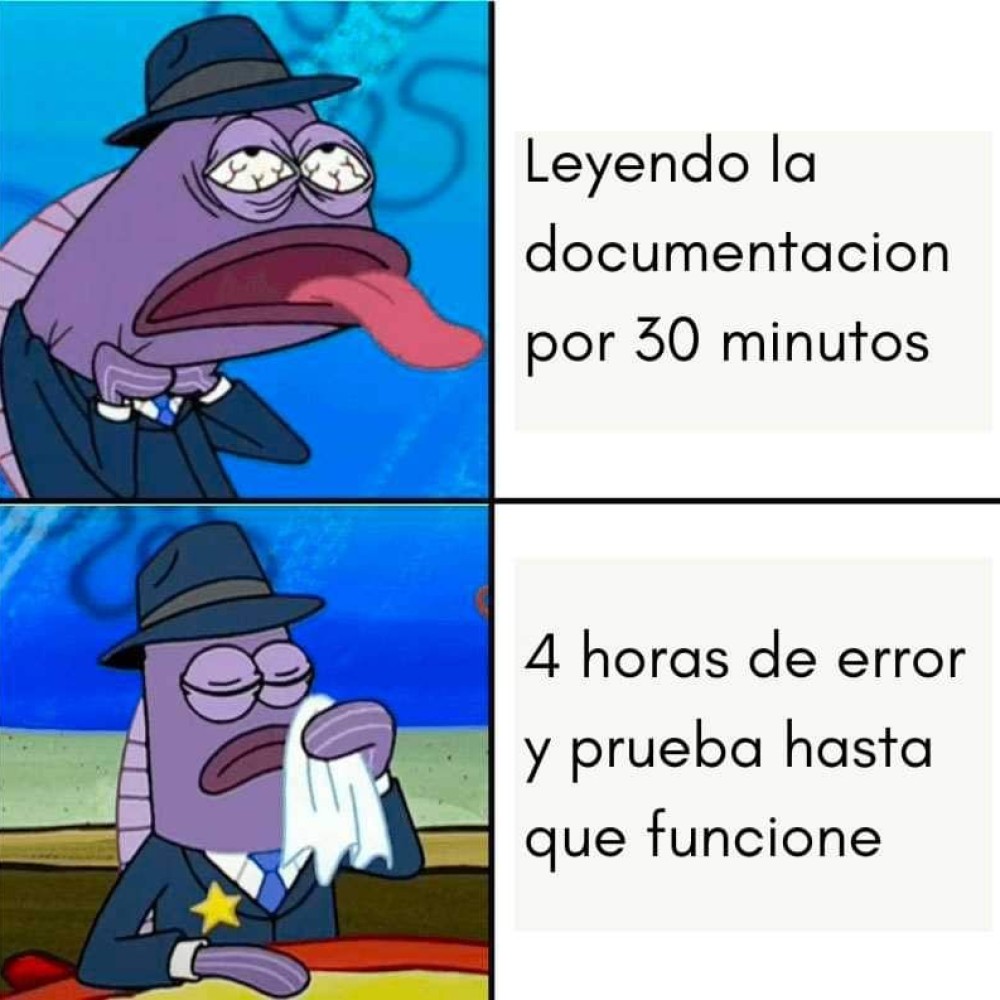 Leyendo la
documentacion
por 30 minutos
4 horas de error
y prueba hasta
que funcione